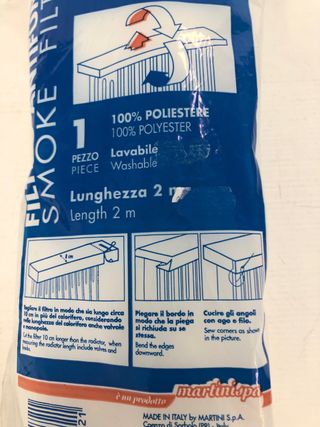 SMOKE FILT
1
PEZZO
PIECE
100% POLIESTERE
100% POLYESTER
Lavabile
Washable
Lunghezza 2 m
Length 2 m
Tagliare il filtro in modo che sia lungo circa
10 cm in più del calorifero, considerando
nella lunghezza del calorifero anche valvole
e manopole.
Cut the filter 10 cm longer than the radiator, when
measuring the radiator length include valves and
Piegare il bordo in
modo che la piega
si richiuda su se
stessa.
Bend the edges
downward.
Cucire gli angoli
con ago e filo.
Sew corners as shown
in the picture.
è un prodotto
martinispa
MADE IN ITALY by MARTINI S.p.A.